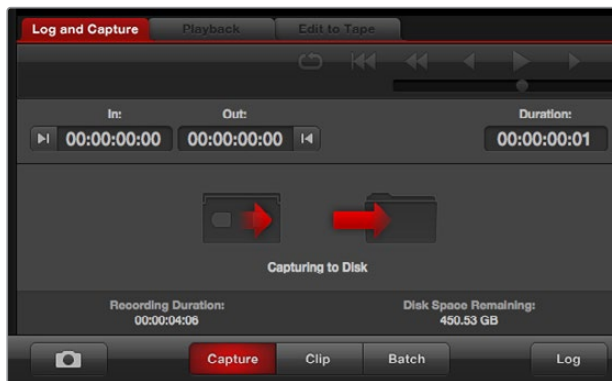 Log and Capture Playback Edit to Tape
In: Out: Duration:
00:00:00:00 00:00:00:00 00:00:00:01
Capturing to Disk
Recording Duration: Disk Space Remaining:
00:00:04:06 450.53 GB
Capture Clip Batch Log